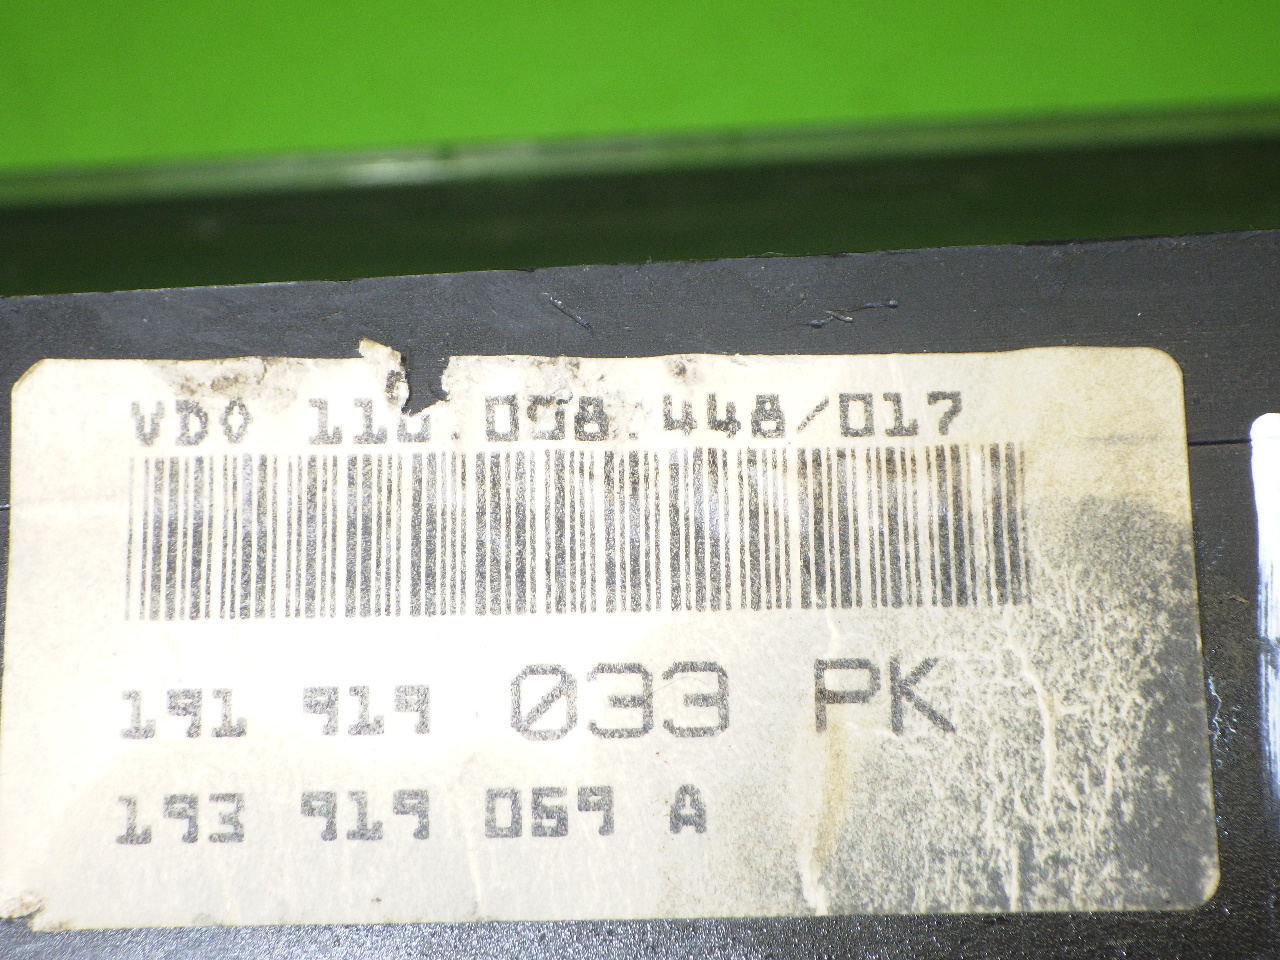 VDO 110.008.448/017
191 919 033 PK
193 919 059 A